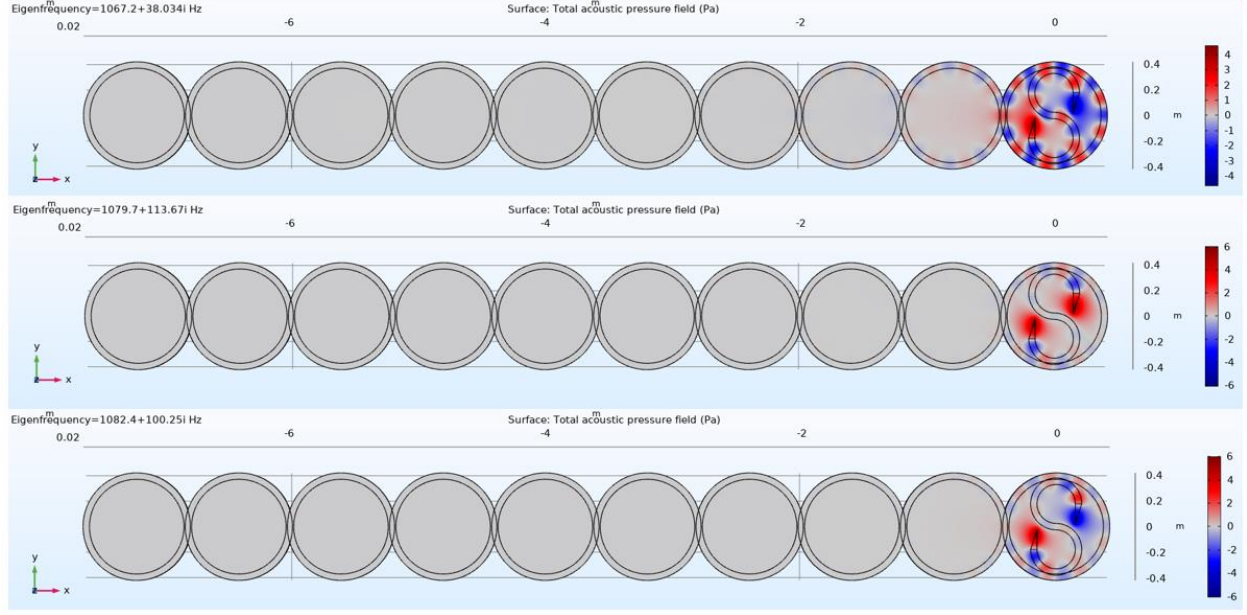 Eigenfrequency=1067.2+38.034i Hz m Surface: Total acoustic pressure field (Pa) m
0.02 -6 -4 -2 0
0.4 4
0.2 3
2
1
0 m 0
-1
-0.2 -2
-3
-0.4 -4
y
z x
Eigenfrequency=1079.7+113.67i Hz m Surface: Total acoustic pressure field (Pa) m
0.02 -6 -4 -2 0
6
0.4
4
0.2
2
0 m 0
-2
-0.2
-4
-0.4
-6
y
z x
Eigenfrequency=1082.4+100.25i Hz m Surface: Total acoustic pressure field (Pa) m
0.02 -6 -4 -2 0
6
0.4
4
0.2
2
0 m 0
-2
-0.2
-4
-0.4
-6
y
z x